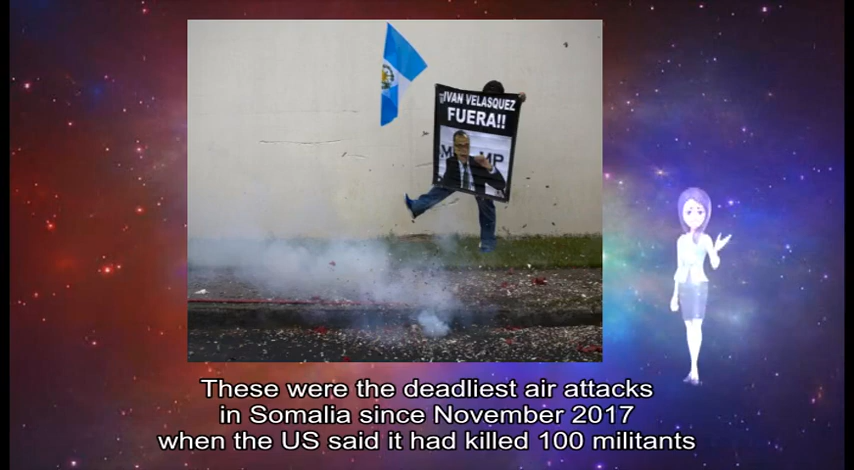 ¡IVAN VELASQUEZ
FUERA!!
These were the deadliest air attacks
in Somalia since November 2017
when the US said it had killed 100 militants